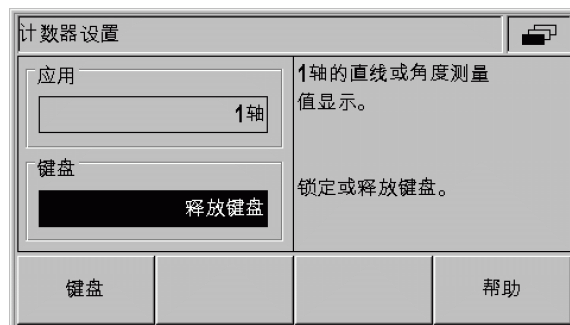 计数器设置
应用
1轴
键盘
释放键盘
1轴的直线或角度测量
值显示。
锁定或释放键盘。
键盘
帮助